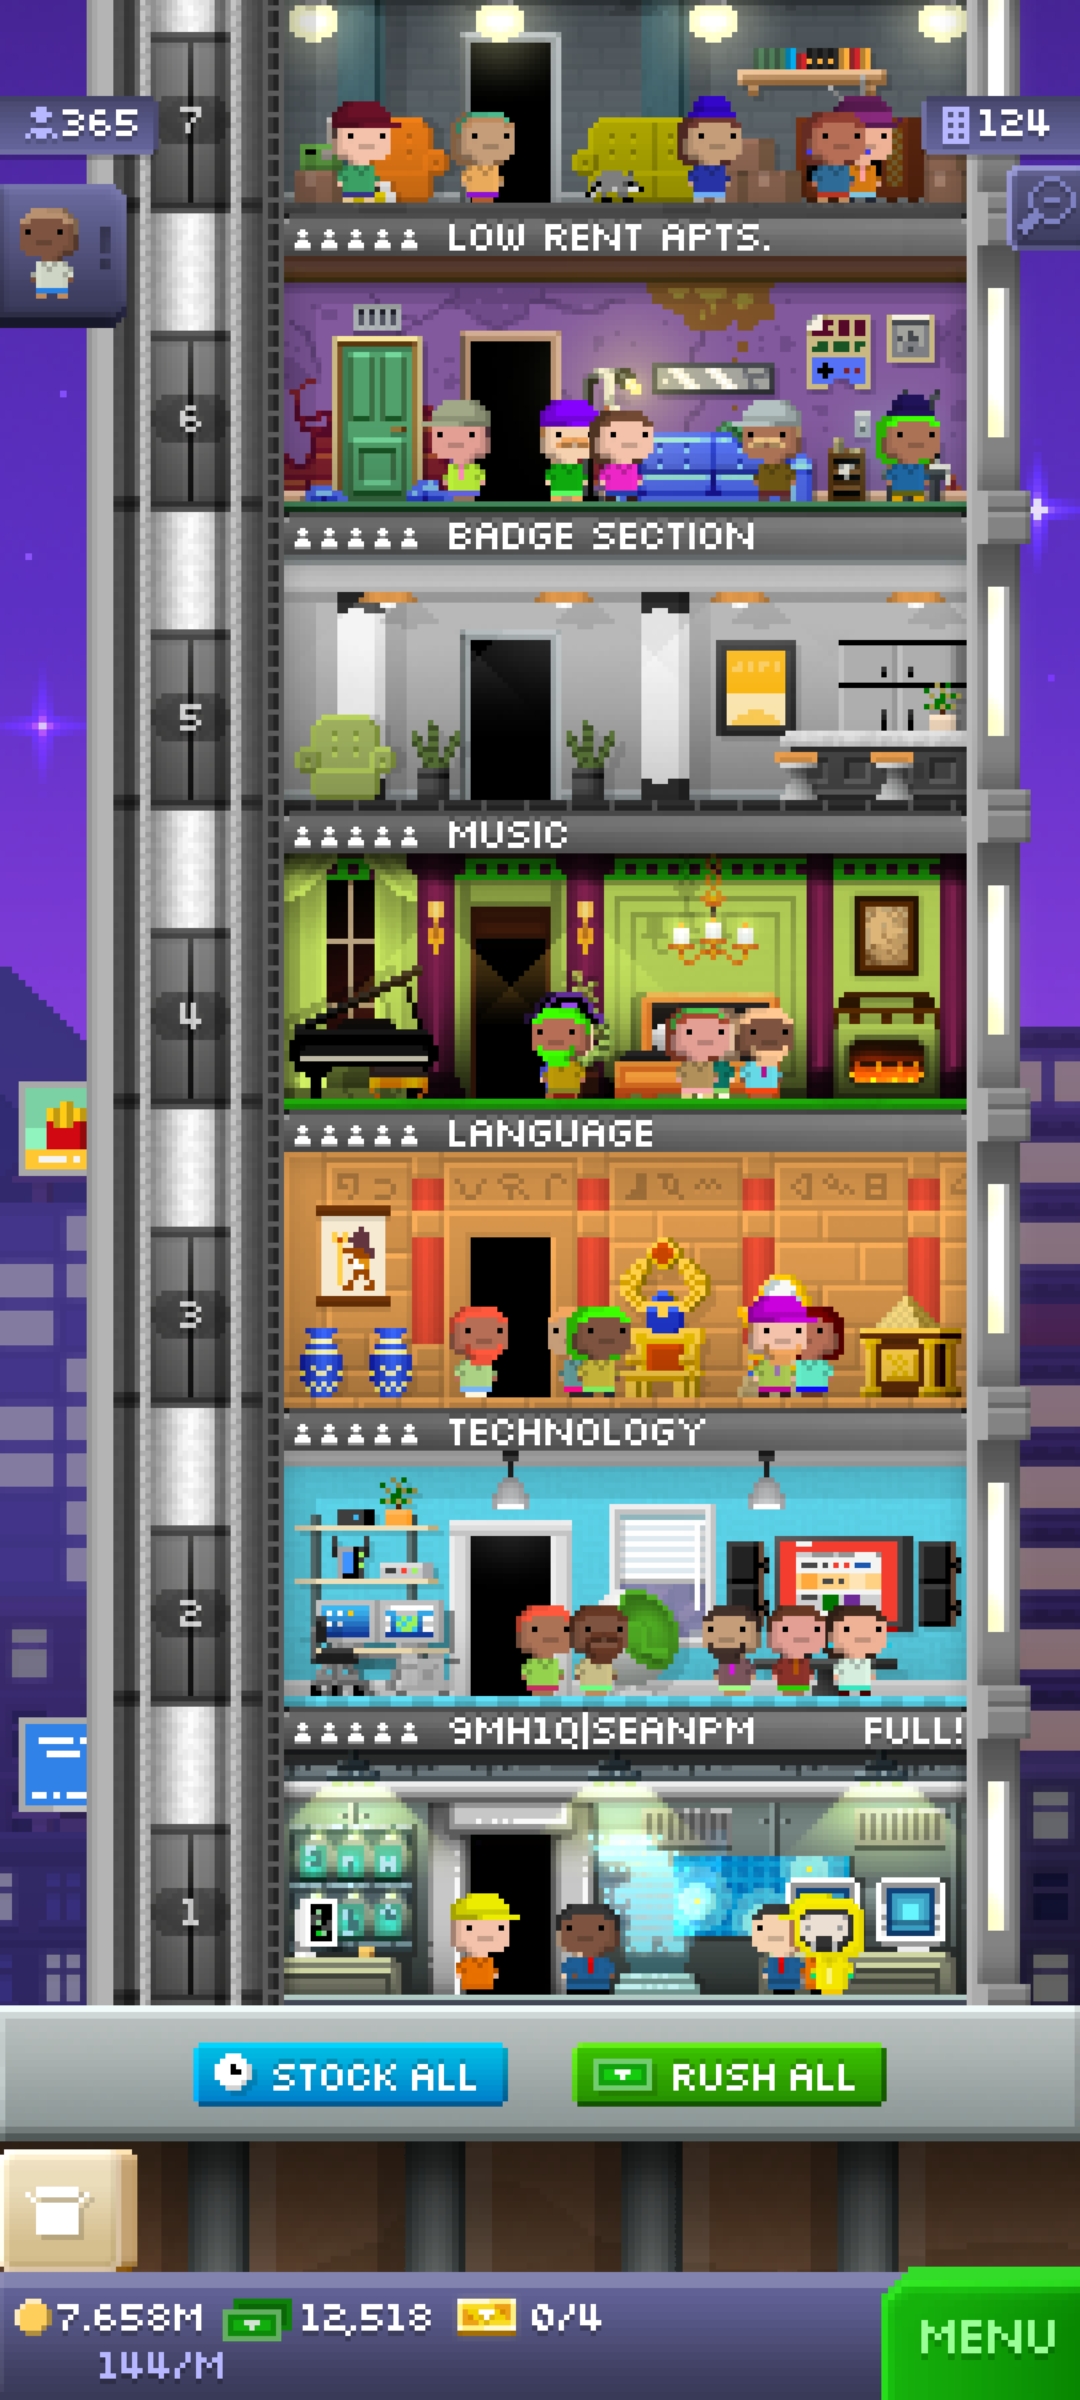 7
365
124
LOW RENT APTS.
6
BADGE SECTION
5
MUSIC
4
LANGUAGE
3
TECHNOLOGY
2
9MH1Q|SEANPM FULL!
1
STOCK ALL
RUSH ALL
7.658M 12,518 0/4
144/M
MENU